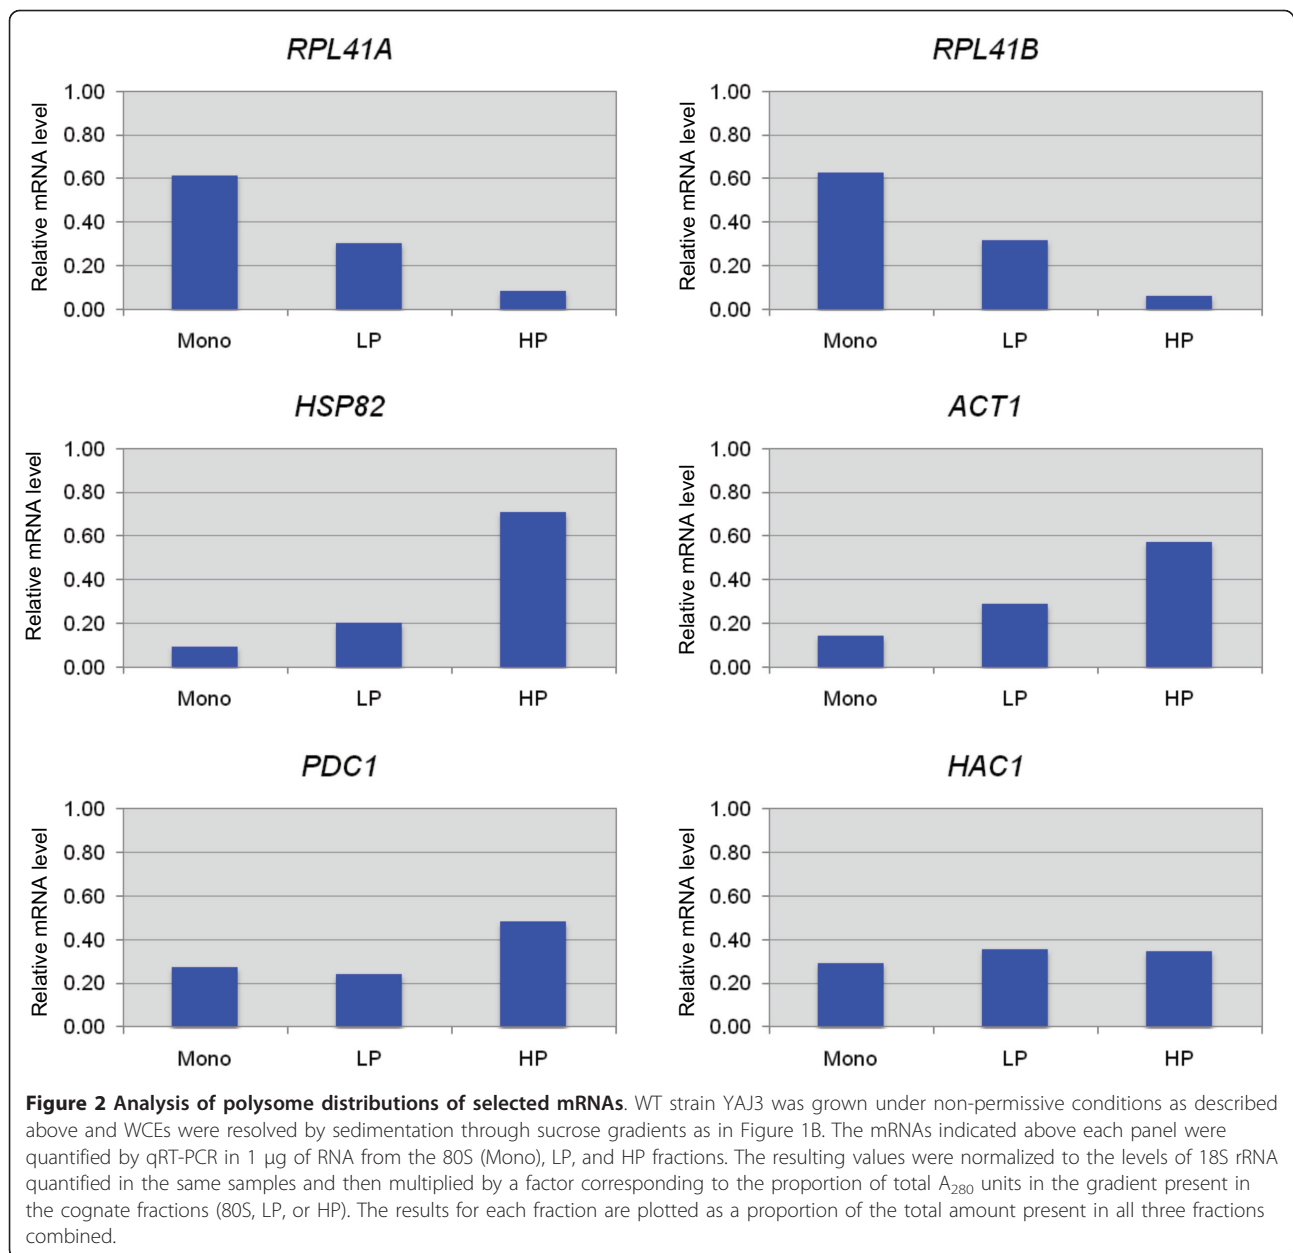 RPL41A
RPL41B
Relative mRNA level
1.00
0.80
0.60
0.40
0.20
0.00
Mono LP HP
Relative mRNA level
1.00
0.80
0.60
0.40
0.20
0.00
Mono LP HP
HSP82
ACT1
Relative mRNA level
1.00
0.80
0.60
0.40
0.20
0.00
Mono LP HP
Relative mRNA level
1.00
0.80
0.60
0.40
0.20
0.00
Mono LP HP
PDC1
HAC1
Relative mRNA level
1.00
0.80
0.60
0.40
0.20
0.00
Mono LP HP
Relative mRNA level
1.00
0.80
0.60
0.40
0.20
0.00
Mono LP HP
Figure 2 Analysis of polysome distributions of selected mRNAs. WT strain YAJ3 was grown under non-permissive conditions as described
above and WCEs were resolved by sedimentation through sucrose gradients as in Figure 1B. The mRNAs indicated above each panel were
quantified by qRT-PCR in 1 μg of RNA from the 80S (Mono), LP, and HP fractions. The resulting values were normalized to the levels of 18S rRNA
quantified in the same samples and then multiplied by a factor corresponding to the proportion of total A280 units in the gradient present in
the cognate fractions (80S, LP, or HP). The results for each fraction are plotted as a proportion of the total amount present in all three fractions
combined.